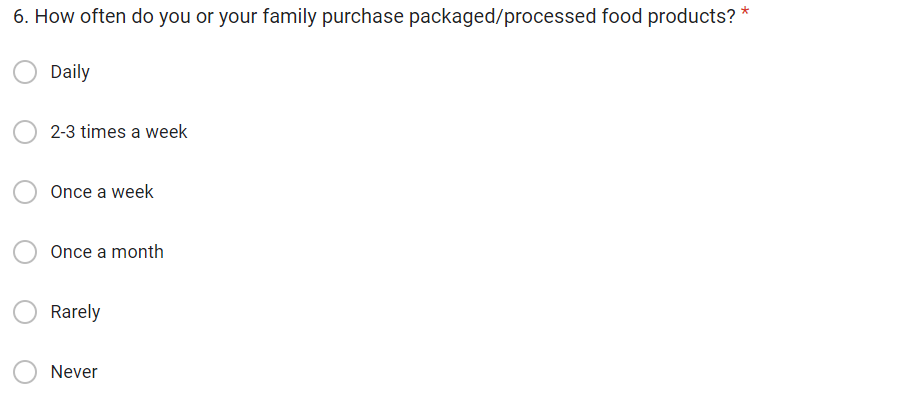 6. How often do you or your family purchase packaged/processed food products? *
Daily
2-3 times a week
Once a week
Once a month
Rarely
Never